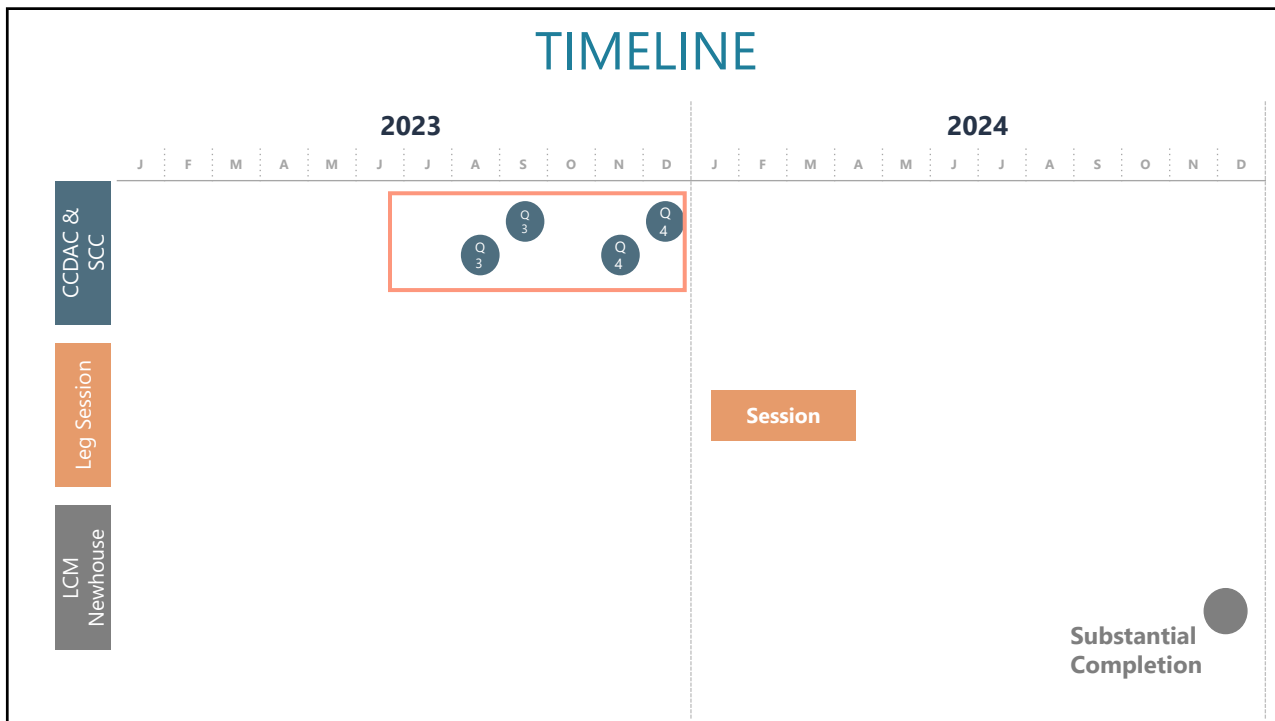 TIMELINE
2023
2024
J F M A M J J A S O N D J F M A M J J A S O N D
CCDAC &
SCC
Q
3
Q
3
Q
4
Q
4
Leg Session
Session
LCM
Newhouse
Substantial
Completion